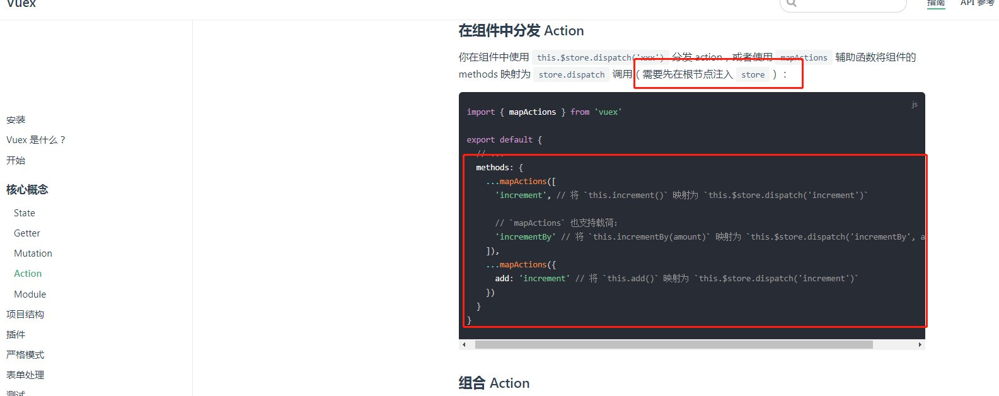 Vuex
指南
API 参考
安装
Vuex 是什么？
开始
核心概念
State
Getter
Mutation
Action
Module
项目结构
插件
严格模式
表单处理
测试
在组件中分发 Action
你在组件中使用 this.$store.dispatch('xxx') 分发 action，或者使用 mapActions 辅助函数将组件的
methods 映射为 store.dispatch 调用（需要先在根节点注入 store ）：
js
import { mapActions } from 'vuex'
export default {
// ...
methods: {
...mapActions([
'increment', // 将 `this.increment()` 映射为 `this.$store.dispatch('increment')`
// `mapActions` 也支持载荷：
'incrementBy' // 将 `this.incrementBy(amount)` 映射为 `this.$store.dispatch('incrementBy', a
]),
...mapActions({
add: 'increment' // 将 `this.add()` 映射为 `this.$store.dispatch('increment')`
})
}
}
组合 Action